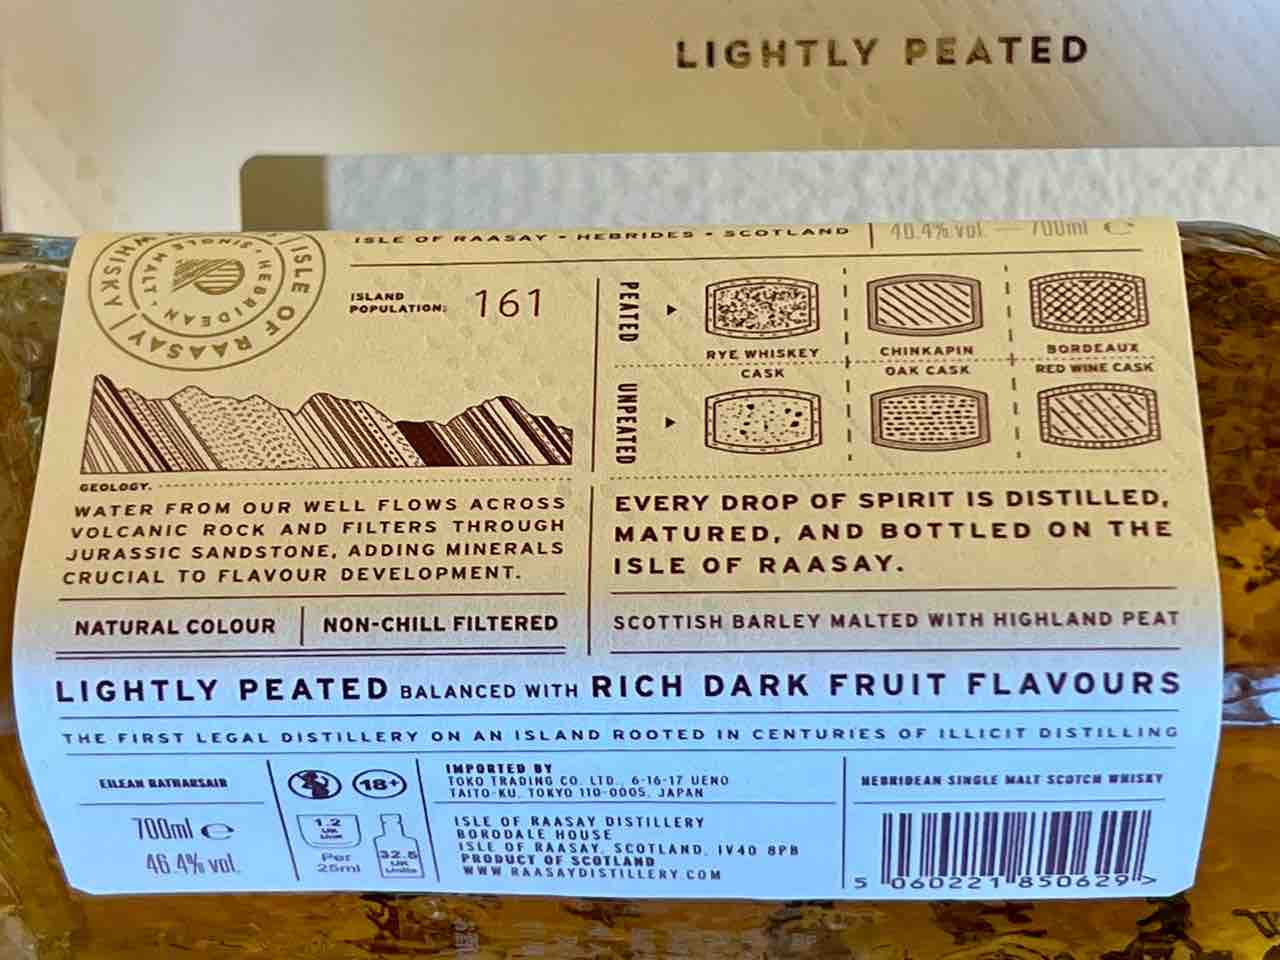 LIGHTLY PEATED
ISLE OF RAASAY
HEBRIDEAN
SINGLE MALT
WHISKY
ISLE OF RAASAY - HEBRIDES - SCOTLAND
46.4% vol. — 700ml e
ISLAND
POPULATION: 161
PEATED
RYE WHISKEY
CASK
CHINKAPIN
OAK CASK
BORDEAUX
RED WINE CASK
UNPEATED
GEOLOGY.
WATER FROM OUR WELL FLOWS ACROSS
VOLCANIC ROCK AND FILTERS THROUGH
JURASSIC SANDSTONE, ADDING MINERALS
CRUCIAL TO FLAVOUR DEVELOPMENT.
EVERY DROP OF SPIRIT IS DISTILLED,
MATURED, AND BOTTLED ON THE
ISLE OF RAASAY.
NATURAL COLOUR
NON-CHILL FILTERED
SCOTTISH BARLEY MALTED WITH HIGHLAND PEAT
LIGHTLY PEATED BALANCED WITH RICH DARK FRUIT FLAVOURS
THE FIRST LEGAL DISTILLERY ON AN ISLAND ROOTED IN CENTURIES OF ILLICIT DISTILLING
EILEAN RATHARSAIR
700ml e
46.4% vol.
18+
1.2
UK
Unit
Per
25ml
32.5
UK
Units
IMPORTED BY
TOKO TRADING CO. LTD., 6-16-17 UENO
TAITO-KU, TOKYO 110-0005, JAPAN
ISLE OF RAASAY DISTILLERY
BORODALE HOUSE
ISLE OF RAASAY, SCOTLAND, IV40 8PB
PRODUCT OF SCOTLAND
WWW.RAASAYDISTILLERY.COM
HEBRIDEAN SINGLE MALT SCOTCH WHISKY
5 060221 850629 >